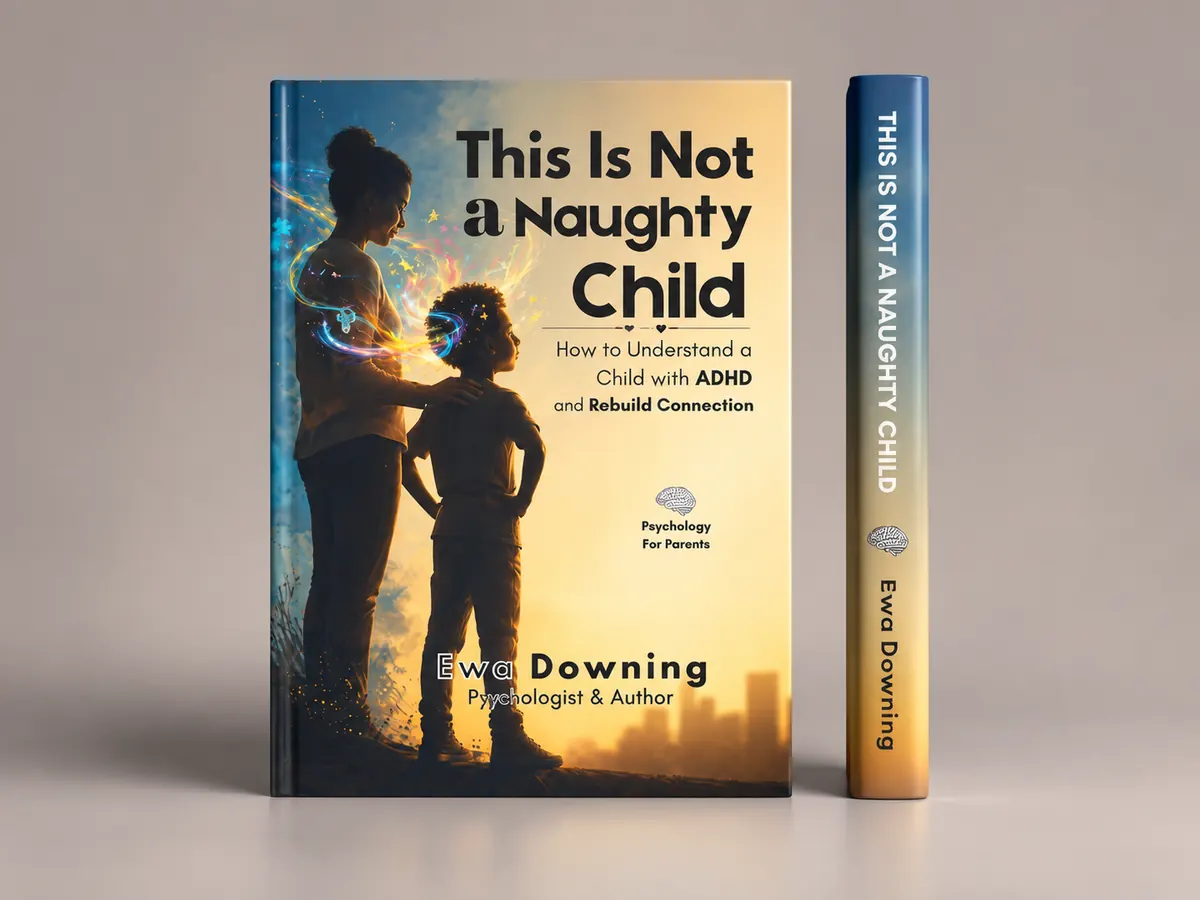 This Is Not
a Naughty
Child
How to Understand a
Child with ADHD
and Rebuild Connection
Psychology
For Parents
Ewa Downing
Psychologist & Author
THIS IS NOT A NAUGHTY CHILD
Ewa Downing